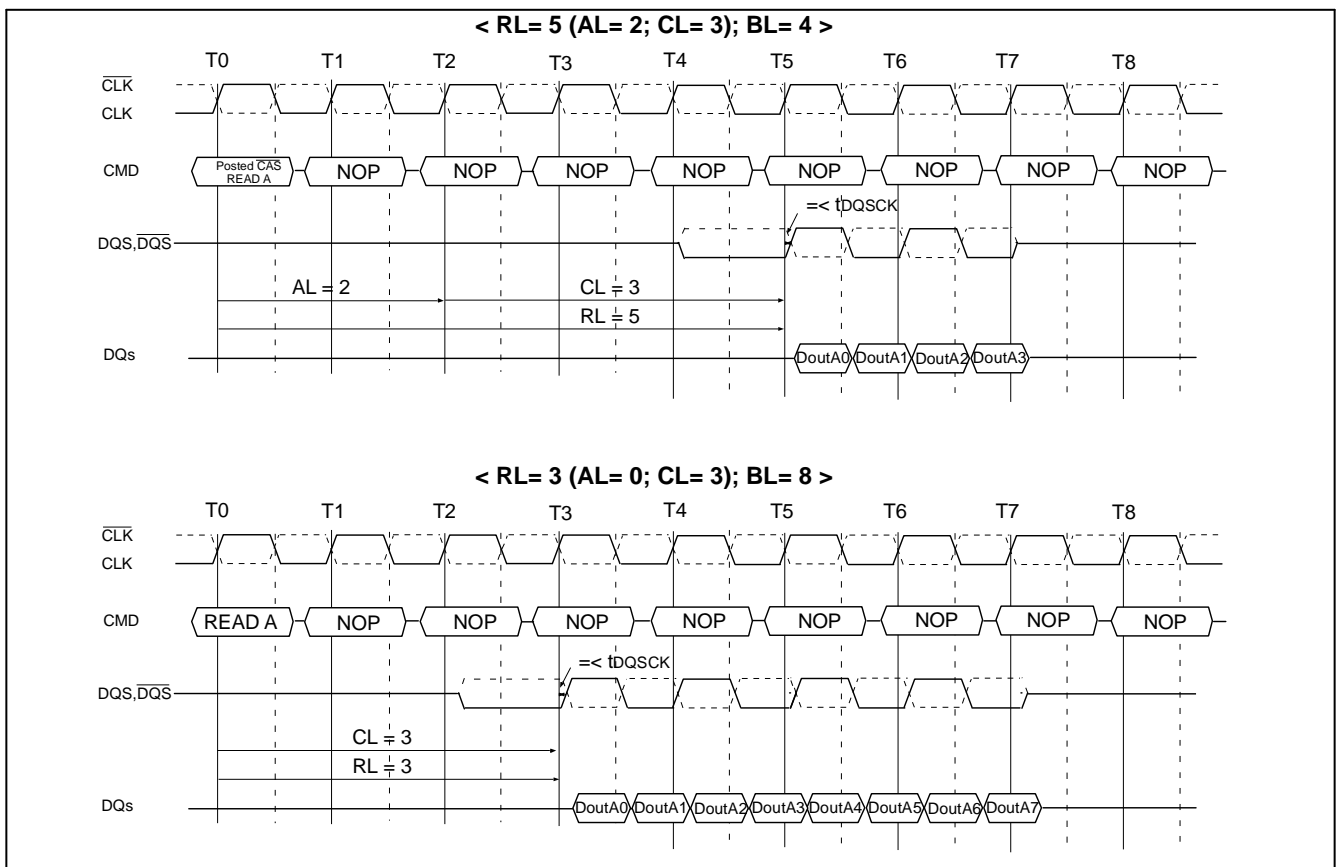 < RL= 5 (AL= 2; CL= 3); BL= 4 >
T0 T1 T2 T3 T4 T5 T6 T7 T8
CLK
CLK
CMD Posted CAS READ A NOP NOP NOP NOP NOP NOP NOP NOP
=< tDQSCK
DQS,DQS
AL = 2 CL = 3
RL = 5
DQs DoutA0 DoutA1 DoutA2 DoutA3
< RL= 3 (AL= 0; CL= 3); BL= 8 >
T0 T1 T2 T3 T4 T5 T6 T7 T8
CLK
CLK
CMD READ A NOP NOP NOP NOP NOP NOP NOP NOP
=< tDQSCK
DQS,DQS
CL = 3
RL = 3
DQs DoutA0 DoutA1 DoutA2 DoutA3 DoutA4 DoutA5 DoutA6 DoutA7